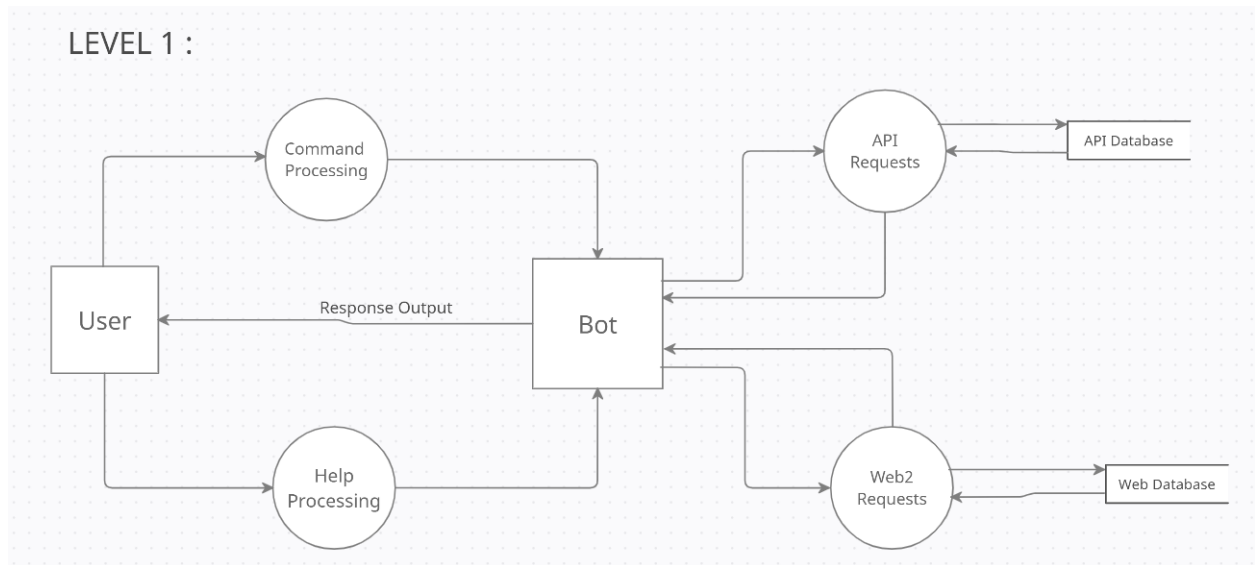 LEVEL 1 :
Command
Processing
API
Requests
API Database
User
Response Output
Bot
Help
Processing
Web2
Requests
Web Database